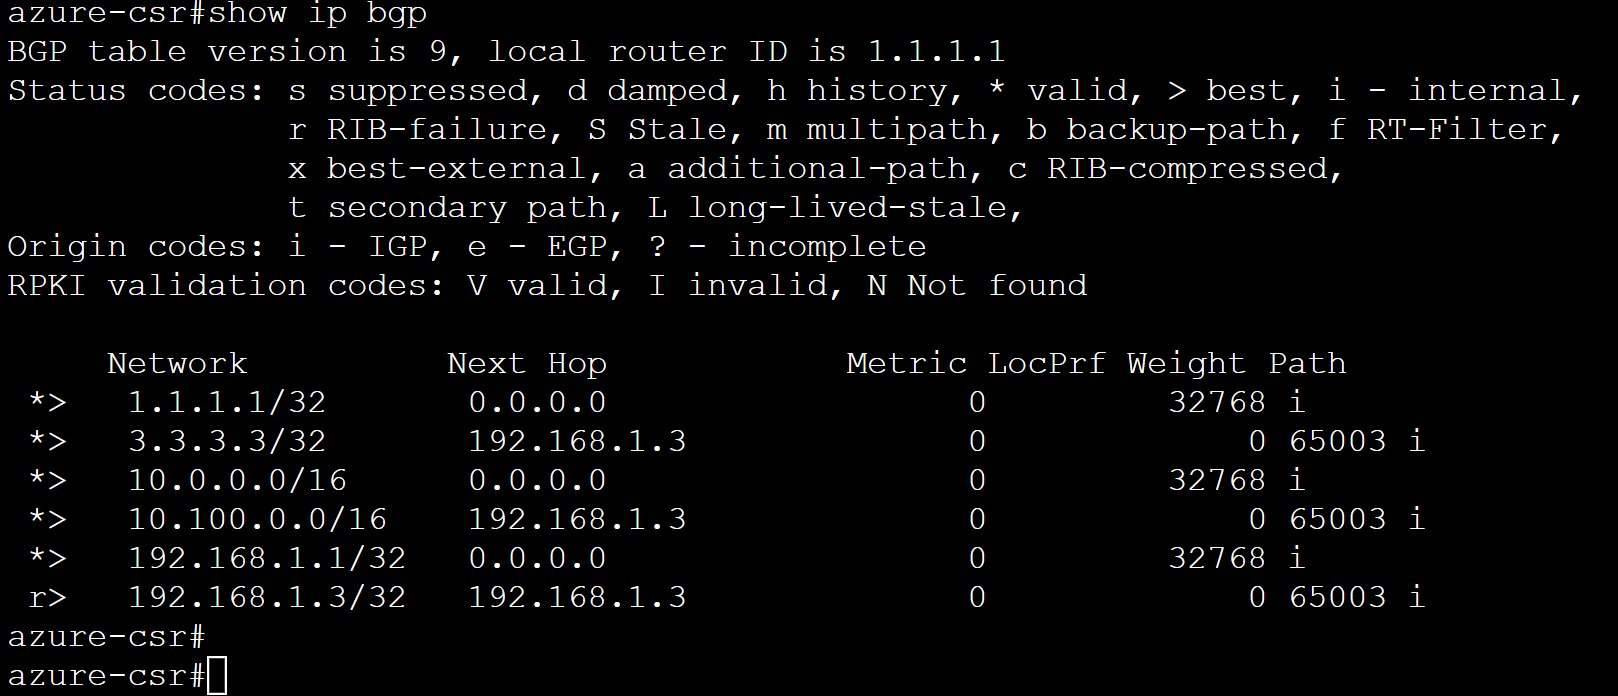 azure-csr#show ip bgp
BGP table version is 9, local router ID is 1.1.1.1
Status codes: s suppressed, d damped, h history, * valid, > best, i - internal,
              r RIB-failure, S Stale, m multipath, b backup-path, f RT-Filter,
              x best-external, a additional-path, c RIB-compressed,
              t secondary path, L long-lived-stale,
Origin codes: i - IGP, e - EGP, ? - incomplete
RPKI validation codes: V valid, I invalid, N Not found

     Network          Next Hop            Metric LocPrf Weight Path
 *>   1.1.1.1/32       0.0.0.0                  0         32768 i
 *>   3.3.3.3/32       192.168.1.3              0             0 65003 i
 *>   10.0.0.0/16      0.0.0.0                  0         32768 i
 *>   10.100.0.0/16    192.168.1.3              0             0 65003 i
 *>   192.168.1.1/32   0.0.0.0                  0         32768 i
 r>   192.168.1.3/32   192.168.1.3              0             0 65003 i
azure-csr#
azure-csr#